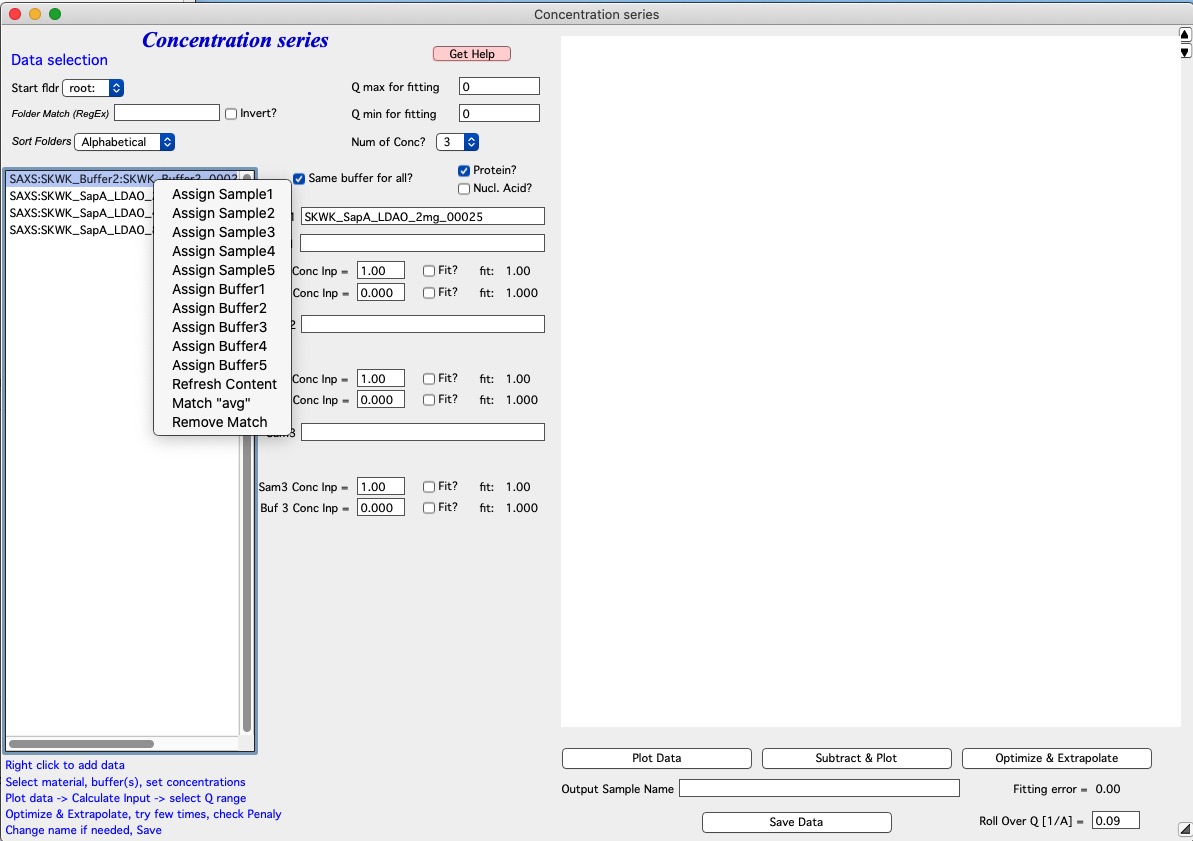 Concentration series
Concentration series
Get Help
Data selection
Start fldr root:
Q max for fitting 0
Folder Match (RegEx) Invert?
Q min for fitting 0
Sort Folders Alphabetical
Num of Conc? 3
SAXS:SKWK_Buffer2:SKWK_Buffer2_0002
SAXS:SKWK_SapA_LDAO_
SAXS:SKWK_SapA_LDAO_
SAXS:SKWK_SapA_LDAO_
Assign Sample1
Assign Sample2
Assign Sample3
Assign Sample4
Assign Sample5
Assign Buffer1
Assign Buffer2
Assign Buffer3
Assign Buffer4
Assign Buffer5
Refresh Content
Match "avg"
Remove Match
Same buffer for all?
Protein?
Nucl. Acid?
SKWK_SapA_LDAO_2mg_00025
Conc Inp = 1.00 Fit? fit: 1.00
Conc Inp = 0.000 Fit? fit: 1.000
2
Conc Inp = 1.00 Fit? fit: 1.00
Conc Inp = 0.000 Fit? fit: 1.000
Sam3
Sam3 Conc Inp = 1.00 Fit? fit: 1.00
Buf 3 Conc Inp = 0.000 Fit? fit: 1.000
Right click to add data
Select material, buffer(s), set concentrations
Plot data -> Calculate Input -> select Q range
Optimize & Extrapolate, try few times, check Penaly
Change name if needed, Save
Plot Data
Subtract & Plot
Optimize & Extrapolate
Output Sample Name
Fitting error = 0.00
Save Data
Roll Over Q [1/A] = 0.09